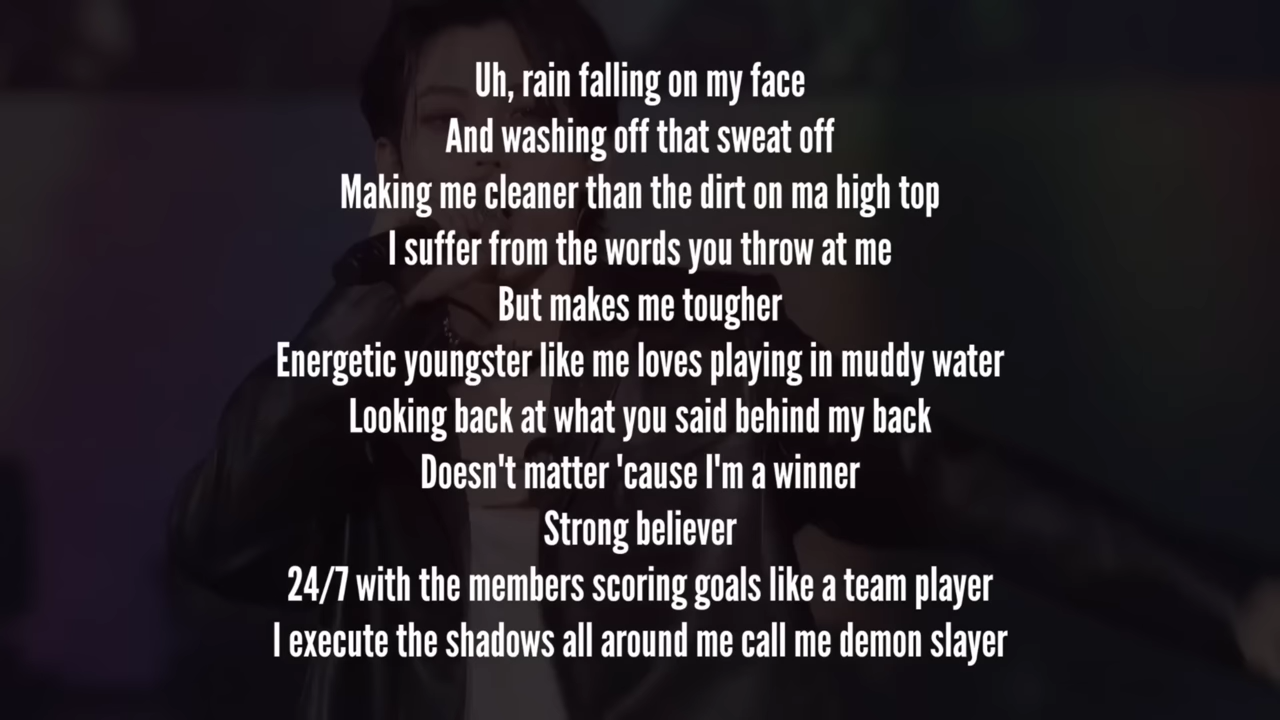 Uh, rain falling on my face
And washing off that sweat off
Making me cleaner than the dirt on ma high top
I suffer from the words you throw at me
But makes me tougher
Energetic youngster like me loves playing in muddy water
Looking back at what you said behind my back
Doesn't matter 'cause I'm a winner
Strong believer
24/7 with the members scoring goals like a team player
I execute the shadows all around me call me demon slayer